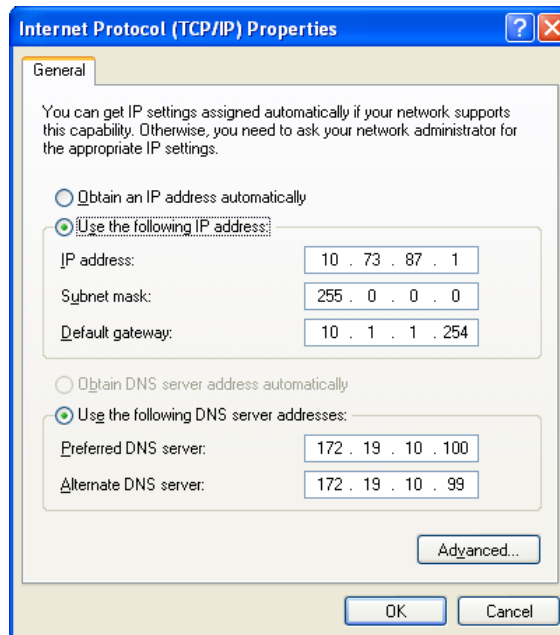 Internet Protocol (TCP/IP) Properties
General
You can get IP settings assigned automatically if your network supports
this capability. Otherwise, you need to ask your network administrator for
the appropriate IP settings.
Obtain an IP address automatically
Use the following IP address:
IP address: 10 . 73 . 87 . 1
Subnet mask: 255 . 0 . 0 . 0
Default gateway: 10 . 1 . 1 . 254
Obtain DNS server address automatically
Use the following DNS server addresses:
Preferred DNS server: 172 . 19 . 10 . 100
Alternate DNS server: 172 . 19 . 10 . 99
Advanced...
OK Cancel